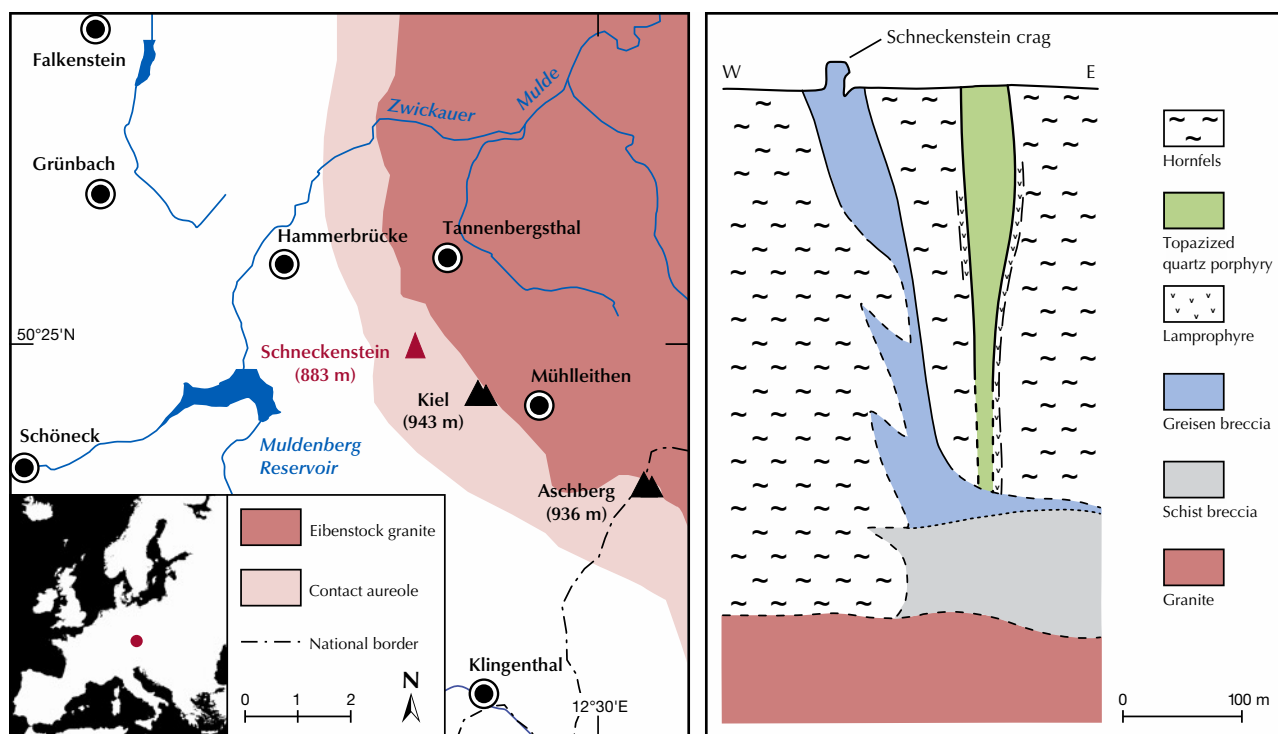 Falkenstein
Grünbach
Hammerbrücke
Zwickauer
Mulde
Tannenbergsthal
50°25'N
Schneckenstein
(883 m)
Kiel
(943 m)
Mühlleithen
Schöneck
Muldenberg
Reservoir
Aschberg
(936 m)
Eibenstock granite
Contact aureole
National border
0 1 2
N
Klingenthal
12°30'E
Schneckenstein crag
W
E
Hornfels
Topazized
quartz porphyry
Lamprophyre
Greisen breccia
Schist breccia
Granite
0 100 m